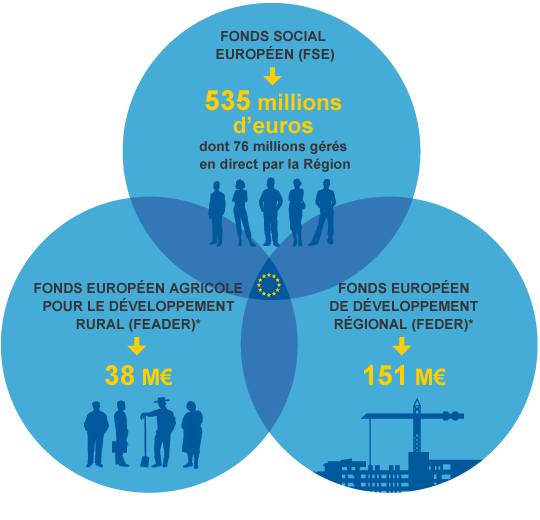 FONDS SOCIAL
EUROPÉEN (FSE)
535 millions
d'euros
dont 76 millions gérés
en direct par la Région
FONDS EUROPÉEN AGRICOLE
POUR LE DÉVELOPPEMENT
RURAL (FEADER)*
38 M€
FONDS EUROPÉEN
DE DÉVELOPPEMENT
RÉGIONAL (FEDER)*
151 M€